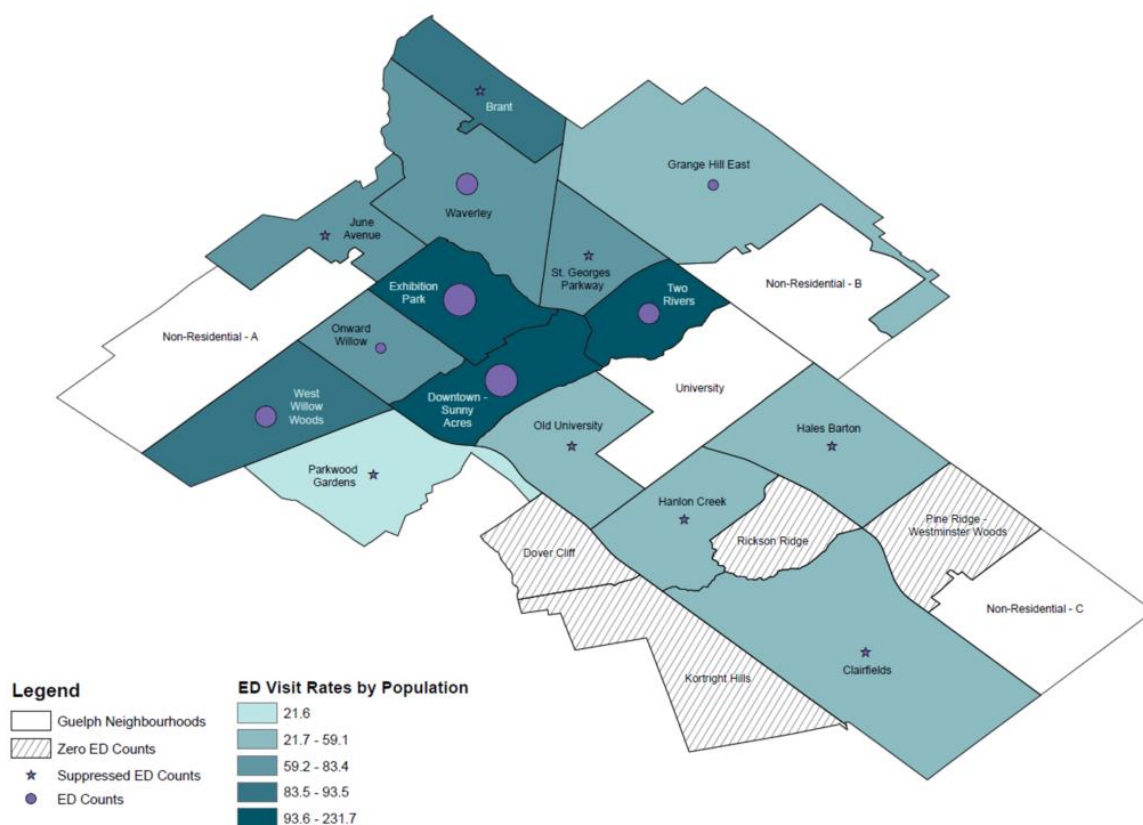 Brant
Grange Hill East
Waverley
June
Avenue
St. Georges
Parkway
Exhibition
Park
Two
Rivers
Non-Residential - B
Non-Residential - A
Onward
Willow
University
West
Willow
Woods
Downtown -
Sunny
Acres
Old University
Hales Barton
Parkwood
Gardens
Hanlon Creek
Pine Ridge -
Westminster Woods
Rickson Ridge
Dover Cliff
Non-Residential - C
Clairfields
Kortright Hills
Legend
Guelph Neighbourhoods
Zero ED Counts
Suppressed ED Counts
ED Counts
ED Visit Rates by Population
21.6
21.7 - 59.1
59.2 - 83.4
83.5 - 93.5
93.6 - 231.7